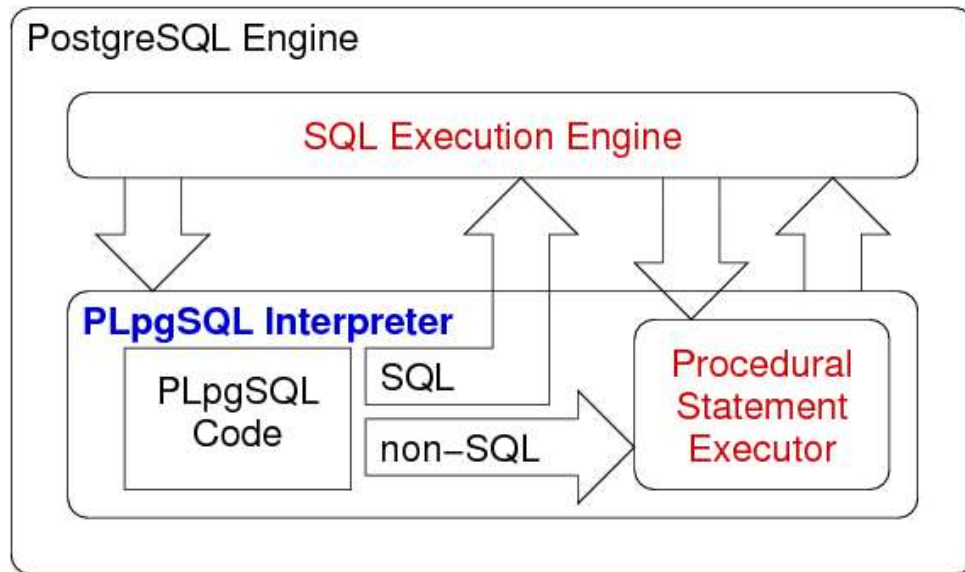 PostgreSQL Engine
SQL Execution Engine
PLpgSQL Interpreter
PLpgSQL
Code
SQL
non−SQL
Procedural
Statement
Executor